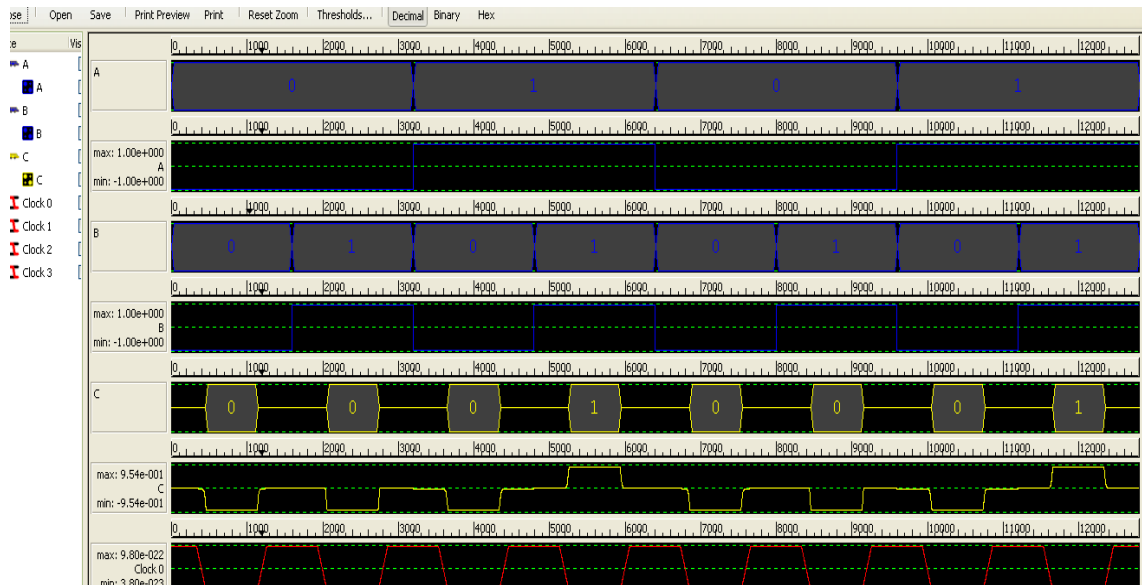 ose Open Save Print Preview Print Reset Zoom Thresholds... Decimal Binary Hex
Vis
A
A
B
B
C
C
Clock 0
Clock 1
Clock 2
Clock 3
0 1000 2000 3000 4000 5000 6000 7000 8000 9000 10000 11000 12000
A
0 1 0 1
0 1000 2000 3000 4000 5000 6000 7000 8000 9000 10000 11000 12000
max: 1.00e+000
A
min: -1.00e+000
0 1000 2000 3000 4000 5000 6000 7000 8000 9000 10000 11000 12000
B
0 1 0 1 0 1 0 1
0 1000 2000 3000 4000 5000 6000 7000 8000 9000 10000 11000 12000
max: 1.00e+000
B
min: -1.00e+000
0 1000 2000 3000 4000 5000 6000 7000 8000 9000 10000 11000 12000
C
0 0 0 1 0 0 0 1
0 1000 2000 3000 4000 5000 6000 7000 8000 9000 10000 11000 12000
max: 9.54e-001
C
min: -9.54e-001
0 1000 2000 3000 4000 5000 6000 7000 8000 9000 10000 11000 12000
max: 9.80e-022
Clock 0
min: 3.80e-023